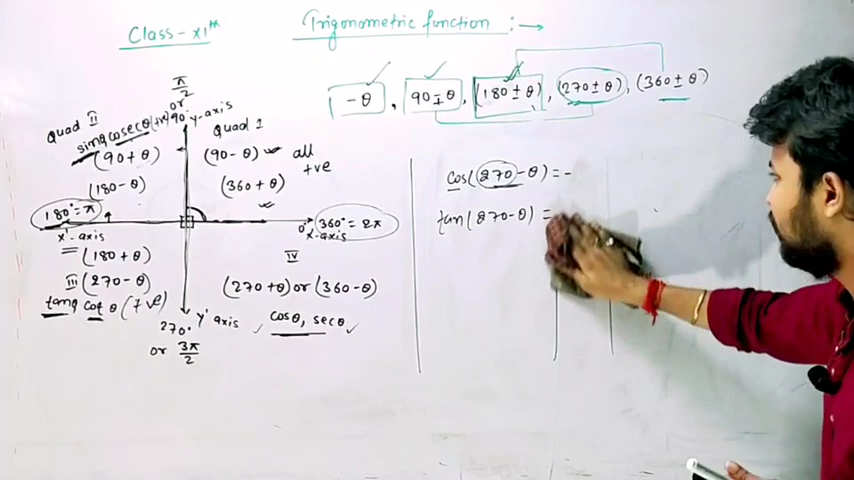 Class - XIth
Trigonometric function :→
-θ, 90∓θ, (180±θ), (270±θ), (360±θ)
π/2
or
90°
y-axis
Quad II
sinθ cosecθ (+ve)
(90+θ)
(180-θ)
Quad 1
(90-θ)
(360+θ)
all
+ve
180°=π
x'-axis
0°
x-axis
360°=2π
(180+θ)
III (270-θ)
tanθ cotθ (+ve)
IV
(270+θ) or (360-θ)
cosθ, secθ
270°
y' axis
or 3π/2
cos(270-θ) = -
tan(270-θ) =